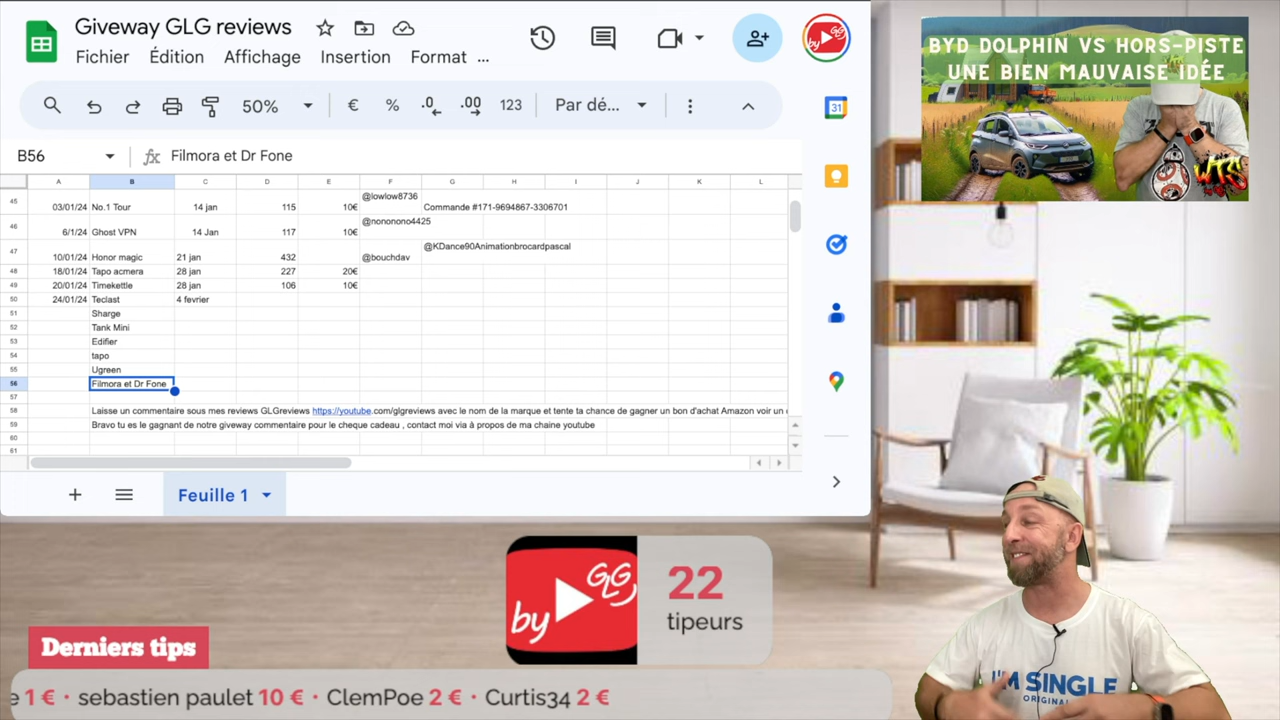 Giveway GLG reviews
Fichier Édition Affichage Insertion Format ...
50% € % .0 .00 123 Par dé...
31
B56 fx Filmora et Dr Fone
A B C D E F G H I J K L
45 03/01/24 No.1 Tour 14 jan 115 10€ @lowlow8736 Commande #171-9694867-3306701
46 6/1/24 Ghost VPN 14 Jan 117 10€ @nononono4425
47 10/01/24 Honor magic 21 jan 432 @bouchdav @KDance90Animationbrocardpascal
48 18/01/24 Tapo acmera 28 jan 227 20€
49 20/01/24 Timekettle 28 jan 106 10€
50 24/01/24 Teclast 4 fevrier
51 Sharge
52 Tank Mini
53 Edifier
54 tapo
55 Ugreen
56 Filmora et Dr Fone
57
58 Laisse un commentaire sous mes reviews GLGreviews https://youtube.com/glgreviews avec le nom de la marque et tente ta chance de gagner un bon d'achat Amazon voir un
59 Bravo tu es le gagnant de notre giveway commentaire pour le cheque cadeau , contact moi via à propos de ma chaine youtube
60
61
Feuille 1
BYD DOLPHIN VS HORS-PISTE
UNE BIEN MAUVAISE IDÉE
WTS
by GLG
22
tipeurs
Derniers tips
e 1 € · sebastien paulet 10 € · ClemPoe 2 € · Curtis34 2 €
I'M SINGLE
ORIGINAL